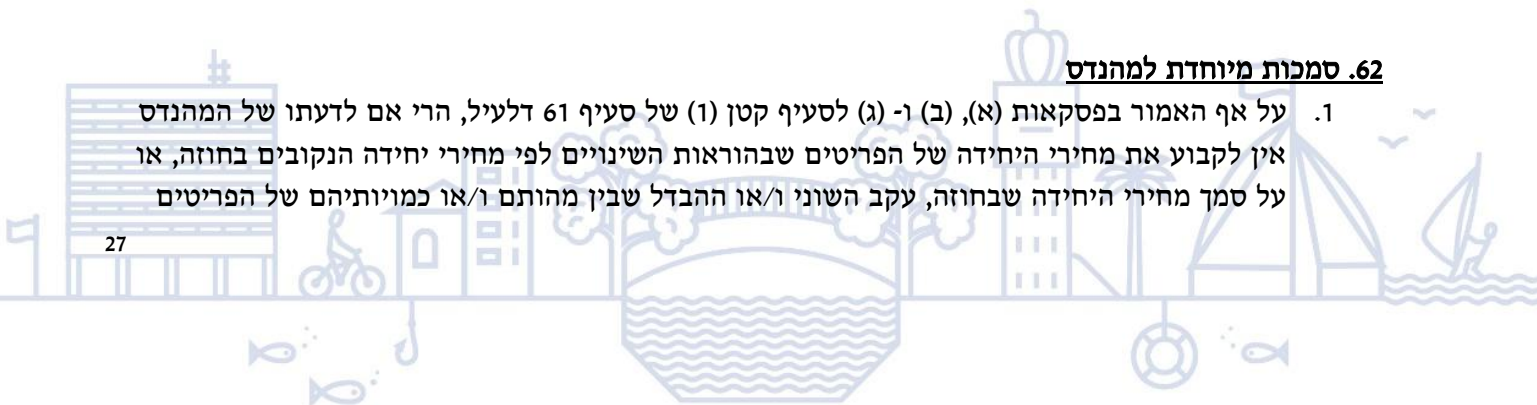 62. סמכות מיוחדת למהנדס
1. על אף האמור בפסקאות (א), (ב) ו- (ג) לסעיף קטן (1) של סעיף 61 דלעיל, הרי אם לדעתו של המהנדס
אין לקבוע את מחירי היחידה של הפריטים שבהוראות השינויים לפי מחירי יחידה הנקובים בחוזה, או
על סמך מחירי היחידה שבחוזה, עקב השוני ו/או ההבדל שבין מהותם ו/או כמויותיהם של הפריטים
27